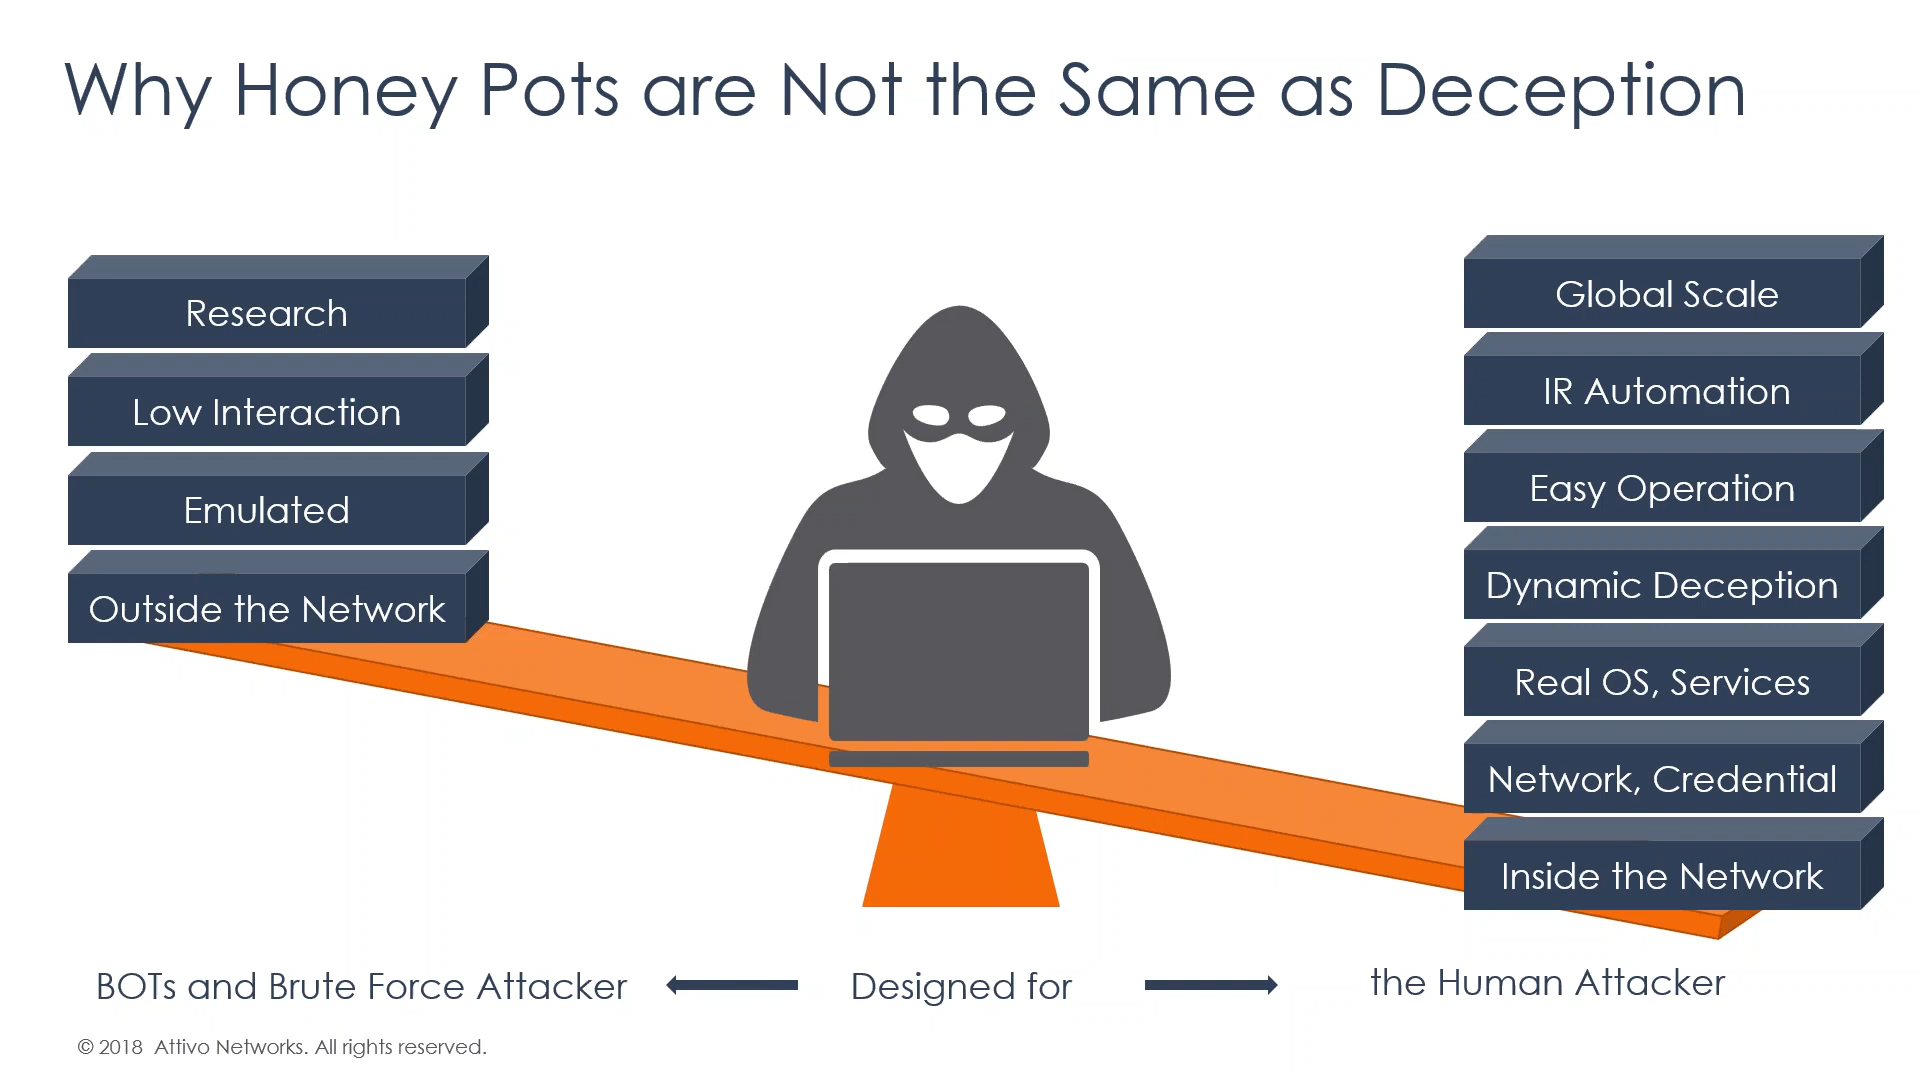 Why Honey Pots are Not the Same as Deception
Research
Low Interaction
Emulated
Outside the Network
Global Scale
IR Automation
Easy Operation
Dynamic Deception
Real OS, Services
Network, Credential
Inside the Network
BOTs and Brute Force Attacker
Designed for
the Human Attacker
© 2018 Attivo Networks. All rights reserved.